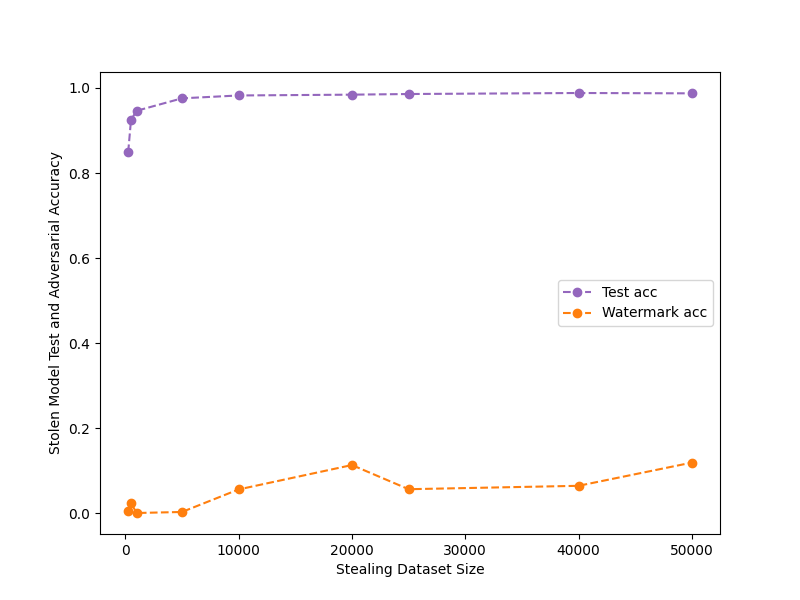 1.0
0.8
0.6
0.4
0.2
0.0
Stolen Model Test and Adversarial Accuracy
Test acc
Watermark acc
0 10000 20000 30000 40000 50000
Stealing Dataset Size